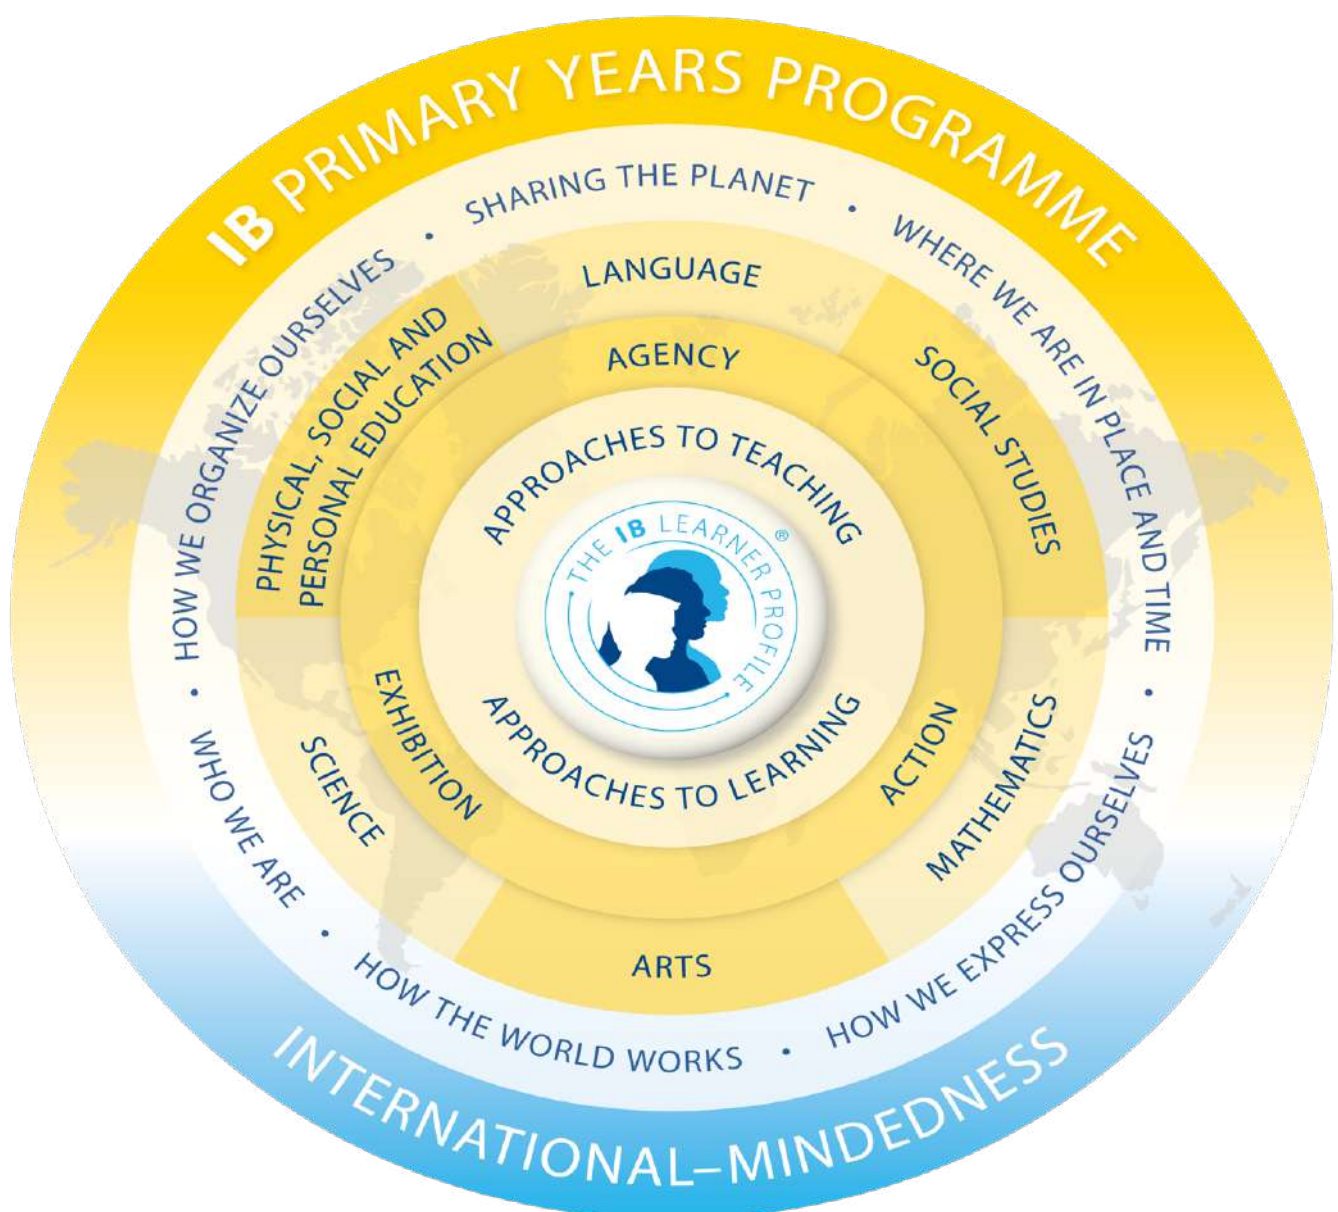 IB PRIMARY YEARS PROGRAMME
SHARING THE PLANET
•
WHERE WE ARE IN PLACE AND TIME
•
HOW WE EXPRESS OURSELVES
•
HOW THE WORLD WORKS
•
WHO WE ARE
•
HOW WE ORGANIZE OURSELVES
•
LANGUAGE
SOCIAL STUDIES
MATHEMATICS
ARTS
SCIENCE
PHYSICAL, SOCIAL AND
PERSONAL EDUCATION
AGENCY
ACTION
EXHIBITION
APPROACHES TO TEACHING
THE IB LEARNER PROFILE ®
APPROACHES TO LEARNING
INTERNATIONAL–MINDEDNESS